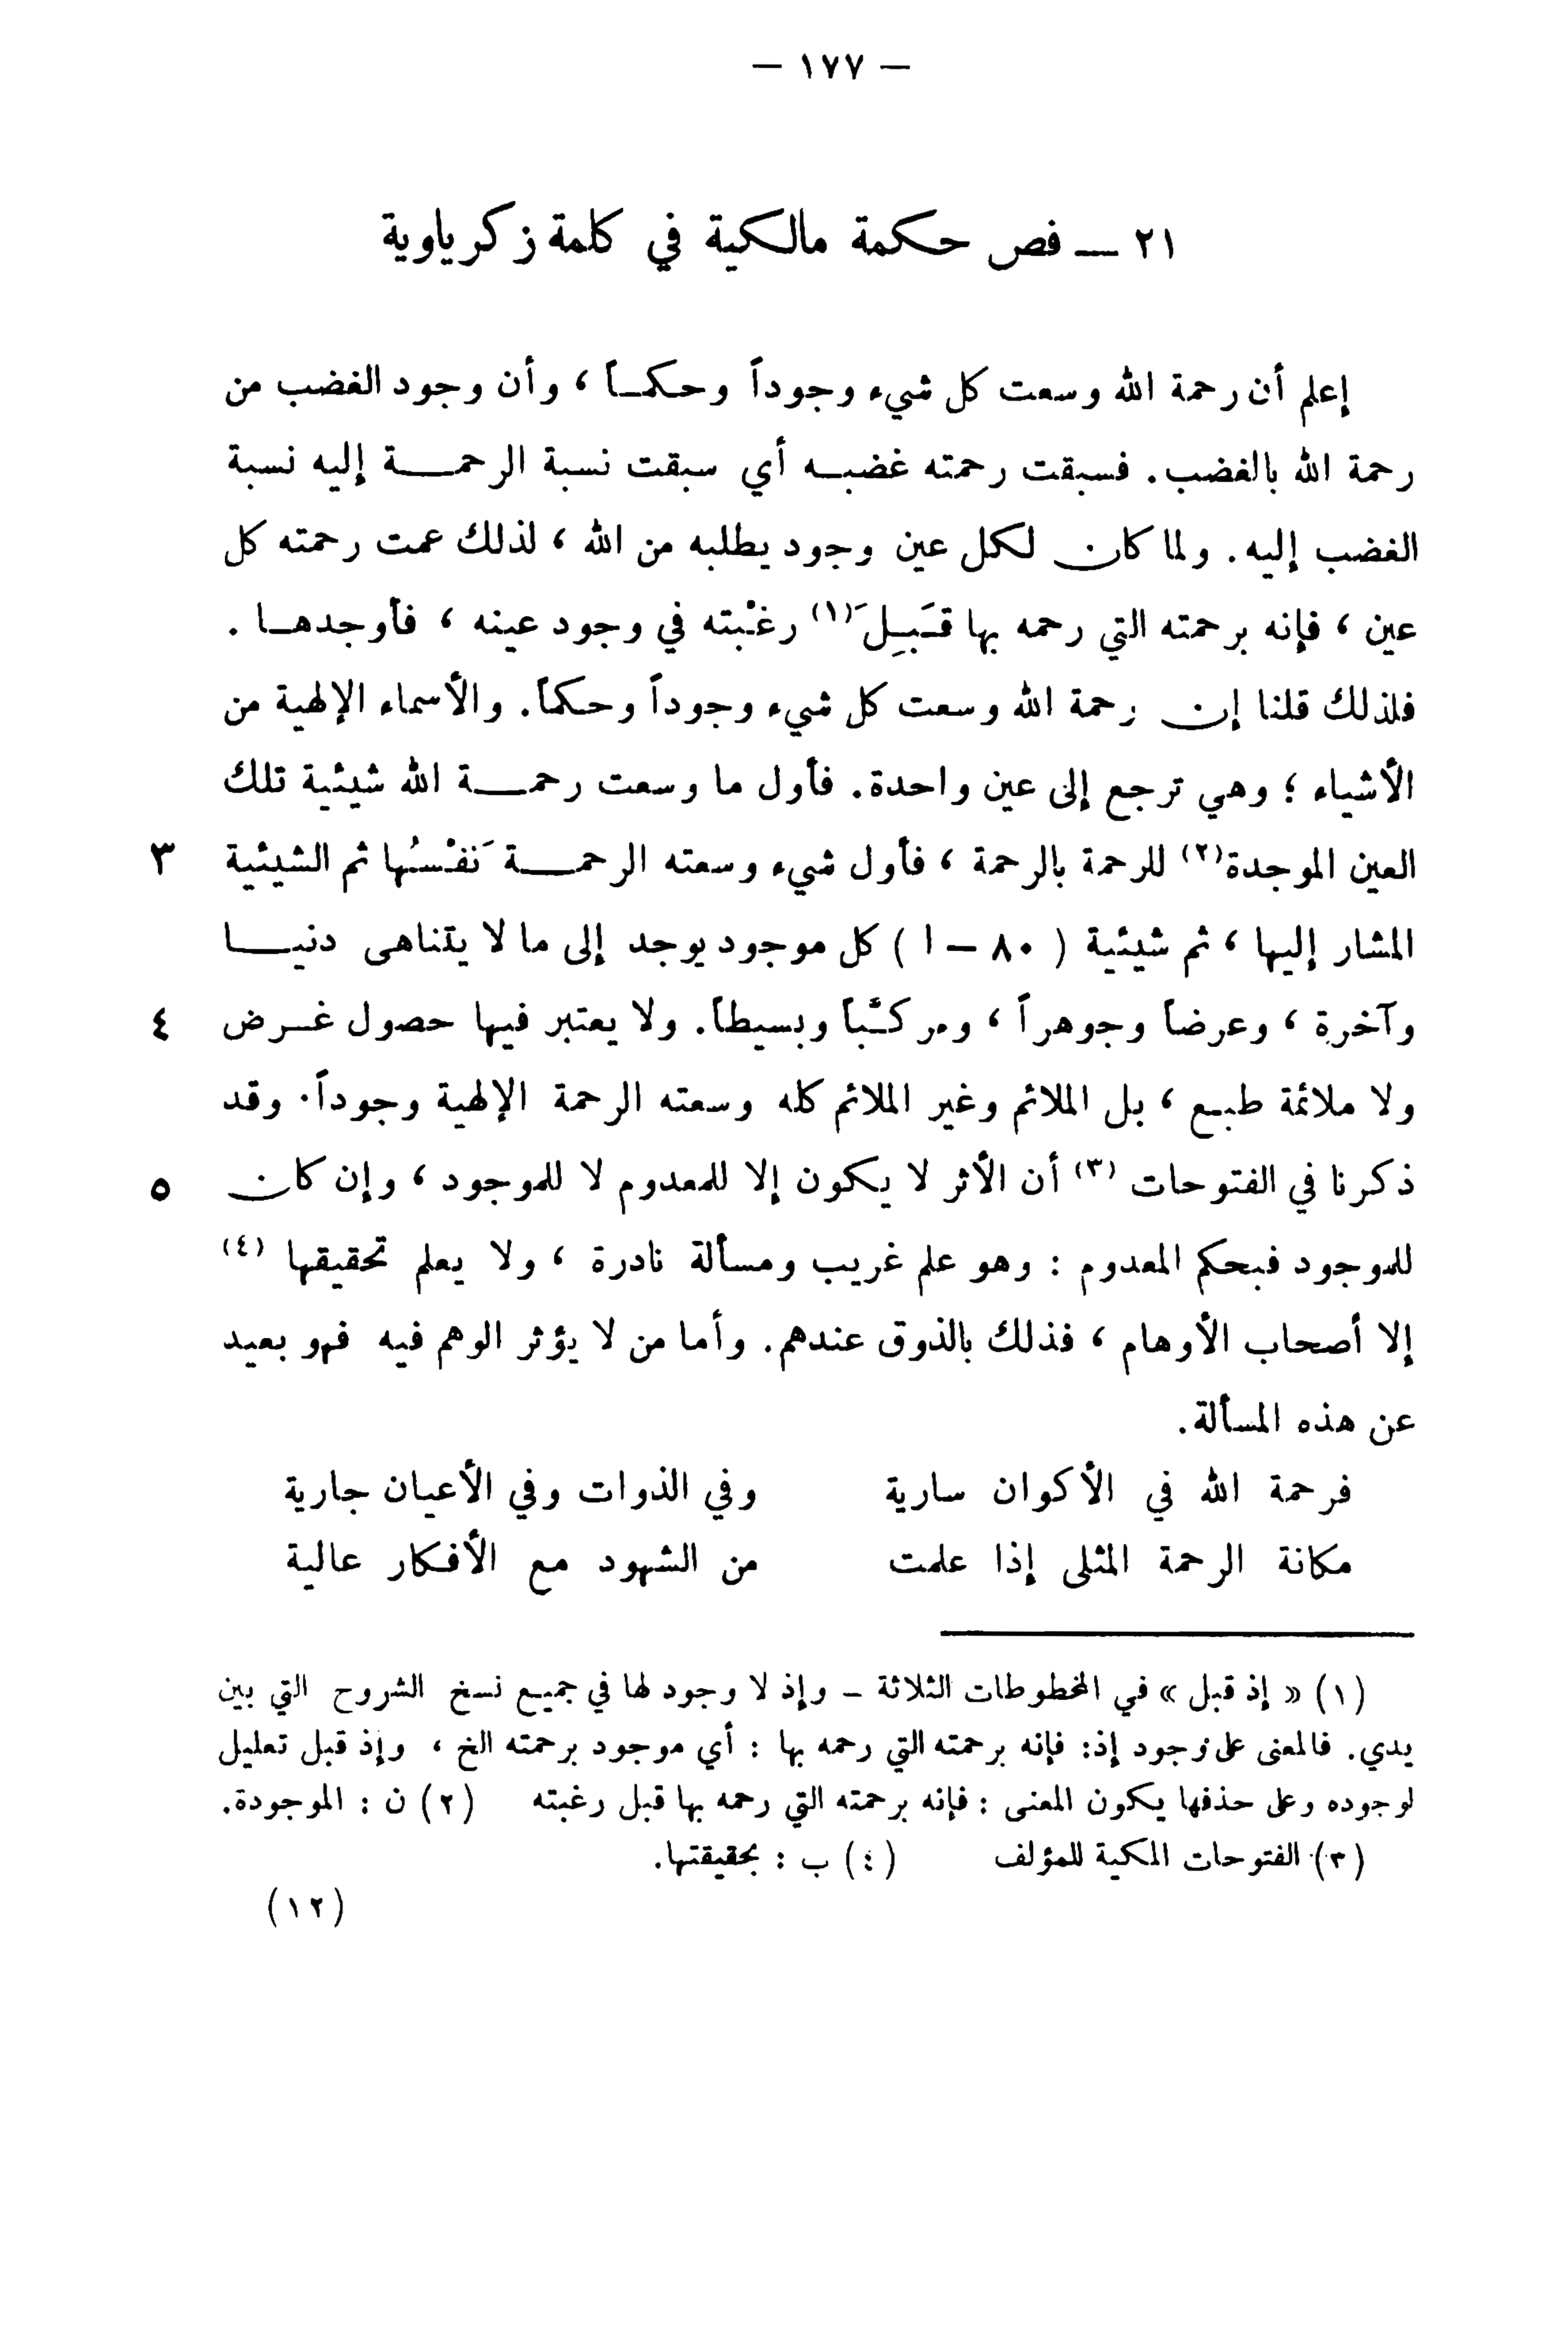 — ١٧٧ —
٢١ — فص حكمة مالكية في كلمة زكرياوية
إعلم أن رحمة الله وسعت كل شيء وجوداً وحكماً ، وأن وجود الغضب من
رحمة الله بالغضب. فسبقت رحمته غضبه أي سبقت نسبة الرحمة إليه نسبة
الغضب إليه. ولما كان لكل عين وجود يطلبه من الله ، لذلك عمت رحمته كل
عين ، فإنه برحمته التي رحمه بها قَبِلَ (١) رغْبته في وجود عينه ، فأوجدها .
فلذلك قلنا إن رحمة الله وسعت كل شيء وجوداً وحكماً. والأسماء الإلهية من
الأشياء ؛ وهي ترجع إلى عين واحدة. فأول ما وسعت رحمة الله شيئية تلك
العين الموجدة (٢) للرحمة بالرحمة ، فأول شيء وسعته الرحمة نَفْسُها ثم الشيئية ٣
المشار إليها ، ثم شيئية ( ٨٠ — ا ) كل موجود يوجد إلى ما لا يتناهى دنيا
وآخرة ، وعرضاً وجوهراً ، ومركَّباً وبسيطاً. ولا يعتبر فيها حصول غرض ٤
ولا ملائمة طبع ، بل الملائم وغير الملائم كله وسعته الرحمة الإلهية وجوداً. وقد
ذكرنا في الفتوحات (٣) أن الأثر لا يكون إلا للمعدوم لا للموجود ، وإن كان ٥
للموجود فبحكم المعدوم : وهو علم غريب ومسألة نادرة ، ولا يعلم تحقيقها (٤)
إلا أصحاب الأوهام ، فذلك بالذوق عندهم. وأما من لا يؤثر الوهم فيه فهو بعيد
عن هذه المسألة.
فرحمة الله في الأكوان سارية وفي الذوات وفي الأعيان جارية
مكانة الرحمة المثلى إذا علمت من الشهود مع الأفكار عالية
(١) « إذ قبل » في المخطوطات الثلاثة – وإذ لا وجود لها في جميع نسخ الشروح التي بين
يدي. فالمعنى على وجود إذ: فإنه برحمته التي رحمه بها : أي موجود برحمته الخ ، وإذ قبل تعليل
لوجوده وعلى حذفها يكون المعنى : فإنه برحمته التي رحمه بها قبل رغبته (٢) ن : الموجودة.
(٣) الفتوحات المكية للمؤلف (٤) ب : بحقيقتها.
(١٢)